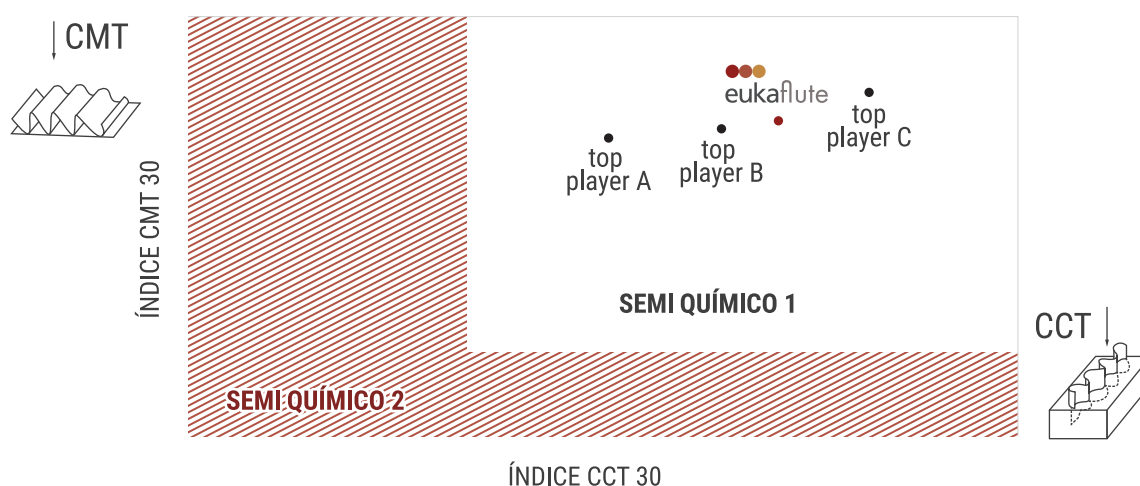 CMT
ÍNDICE CMT 30
eukaflute
top
player A
top
player B
top
player C
SEMI QUÍMICO 1
SEMI QUÍMICO 2
CCT
ÍNDICE CCT 30